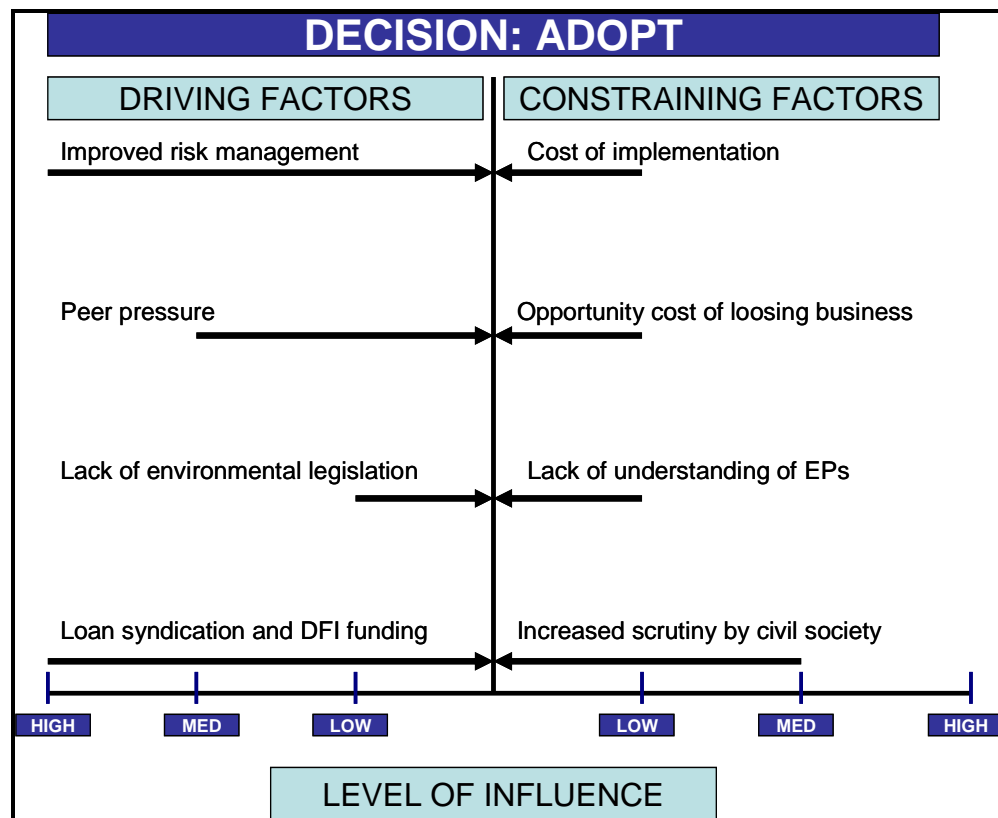 DECISION: ADOPT
DRIVING FACTORS
CONSTRAINING FACTORS
Improved risk management
Cost of implementation
Peer pressure
Opportunity cost of loosing business
Lack of environmental legislation
Lack of understanding of EPs
Loan syndication and DFI funding
Increased scrutiny by civil society
HIGH
MED
LOW
LOW
MED
HIGH
LEVEL OF INFLUENCE